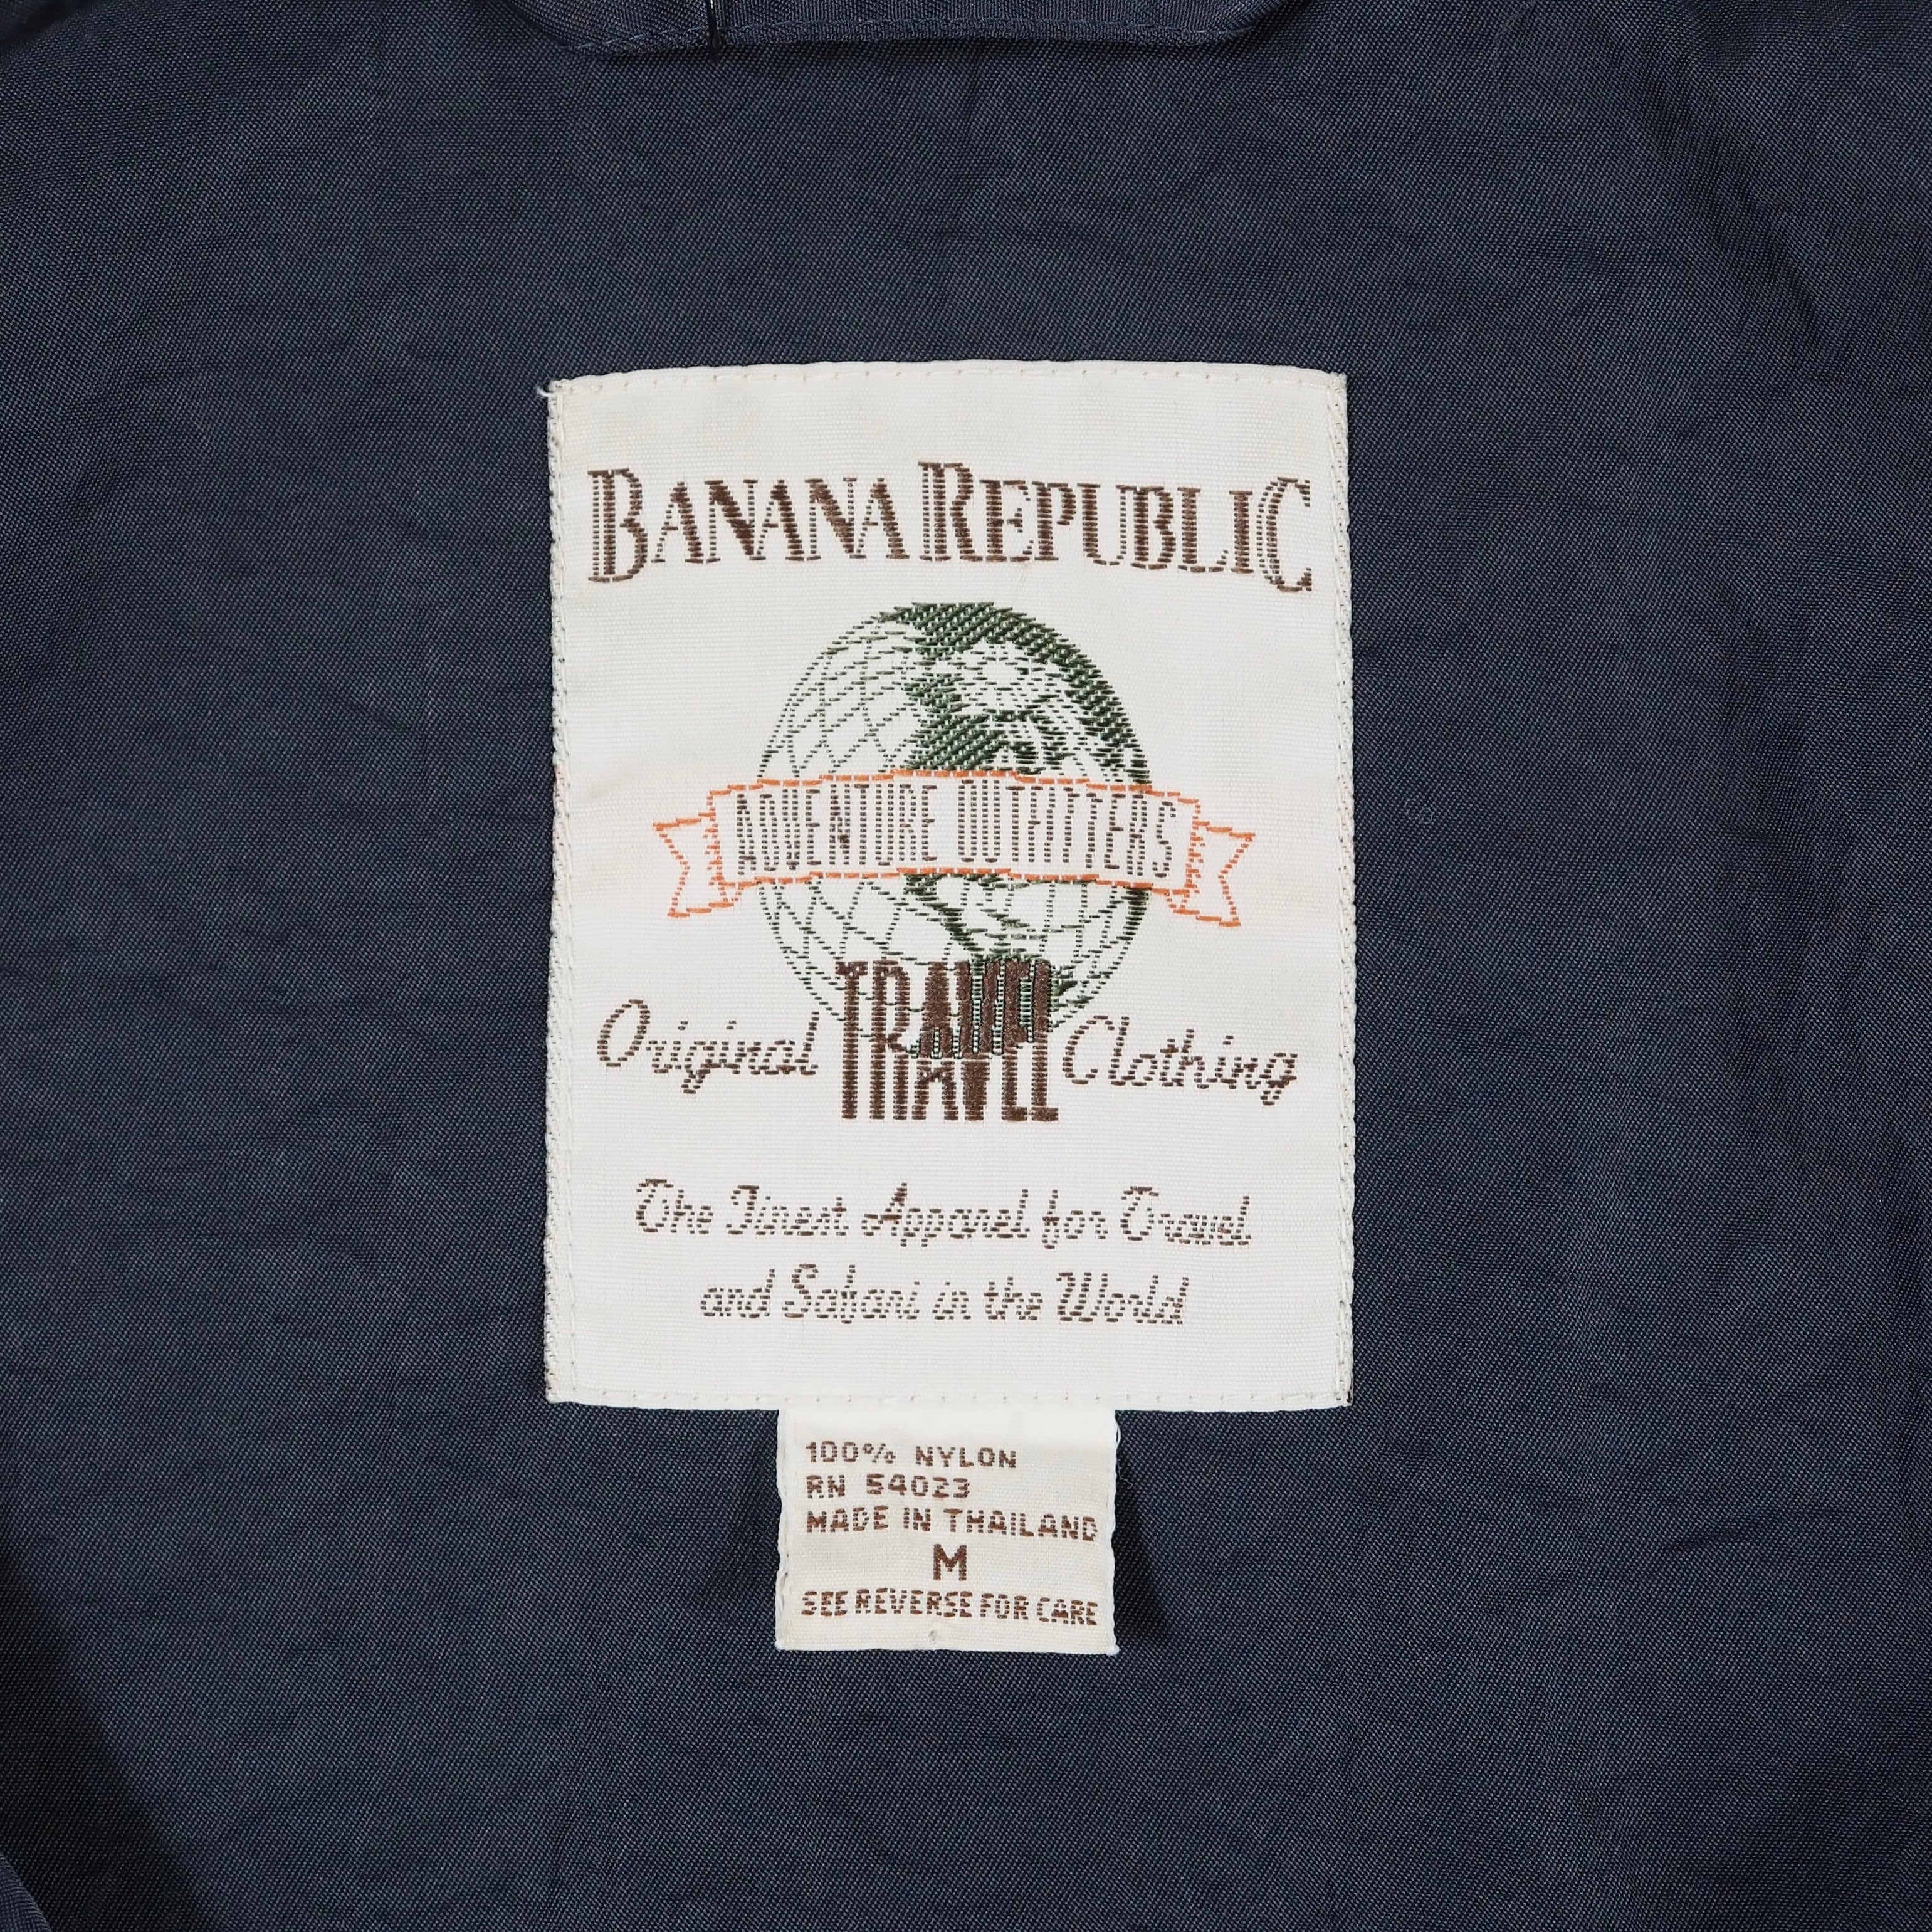 BANANA REPUBLIC
ADVENTURE OUTFITTERS
Original TRAVEL Clothing
The Finest Apparel for Travel
and Safari in the World
100% NYLON
RN 54023
MADE IN THAILAND
M
SEE REVERSE FOR CARE